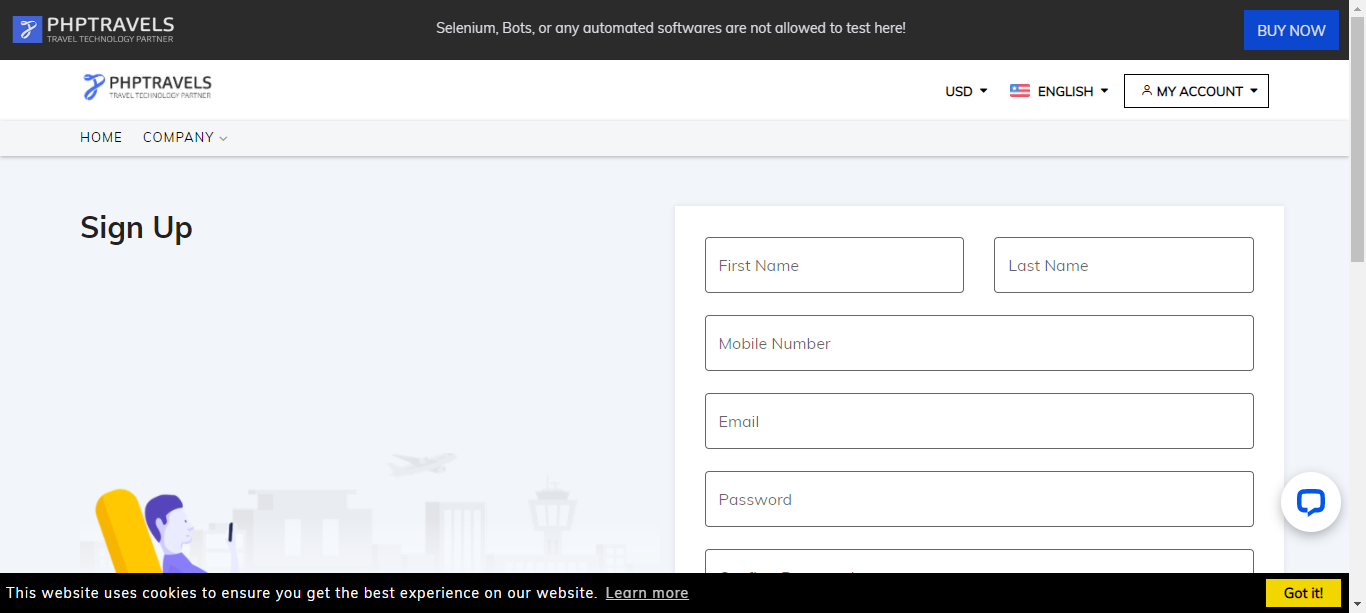 PHPTRAVELS
TRAVEL TECHNOLOGY PARTNER
Selenium, Bots, or any automated softwares are not allowed to test here!
BUY NOW
PHPTRAVELS
TRAVEL TECHNOLOGY PARTNER
USD
ENGLISH
MY ACCOUNT
HOME
COMPANY
Sign Up
First Name
Last Name
Mobile Number
Email
Password
This website uses cookies to ensure you get the best experience on our website. Learn more
Got it!